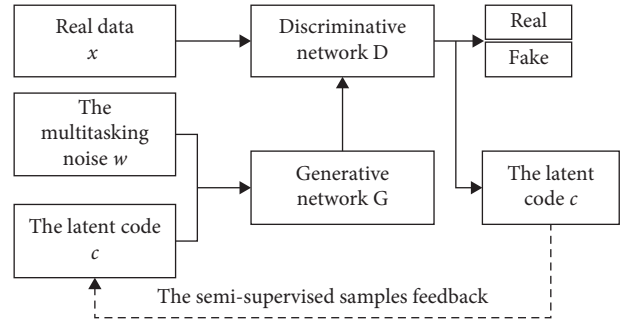 Real data
x
Discriminative
network D
Real
Fake
The
multitasking
noise w
Generative
network G
The latent code
c
The latent
code c
The semi-supervised samples feedback